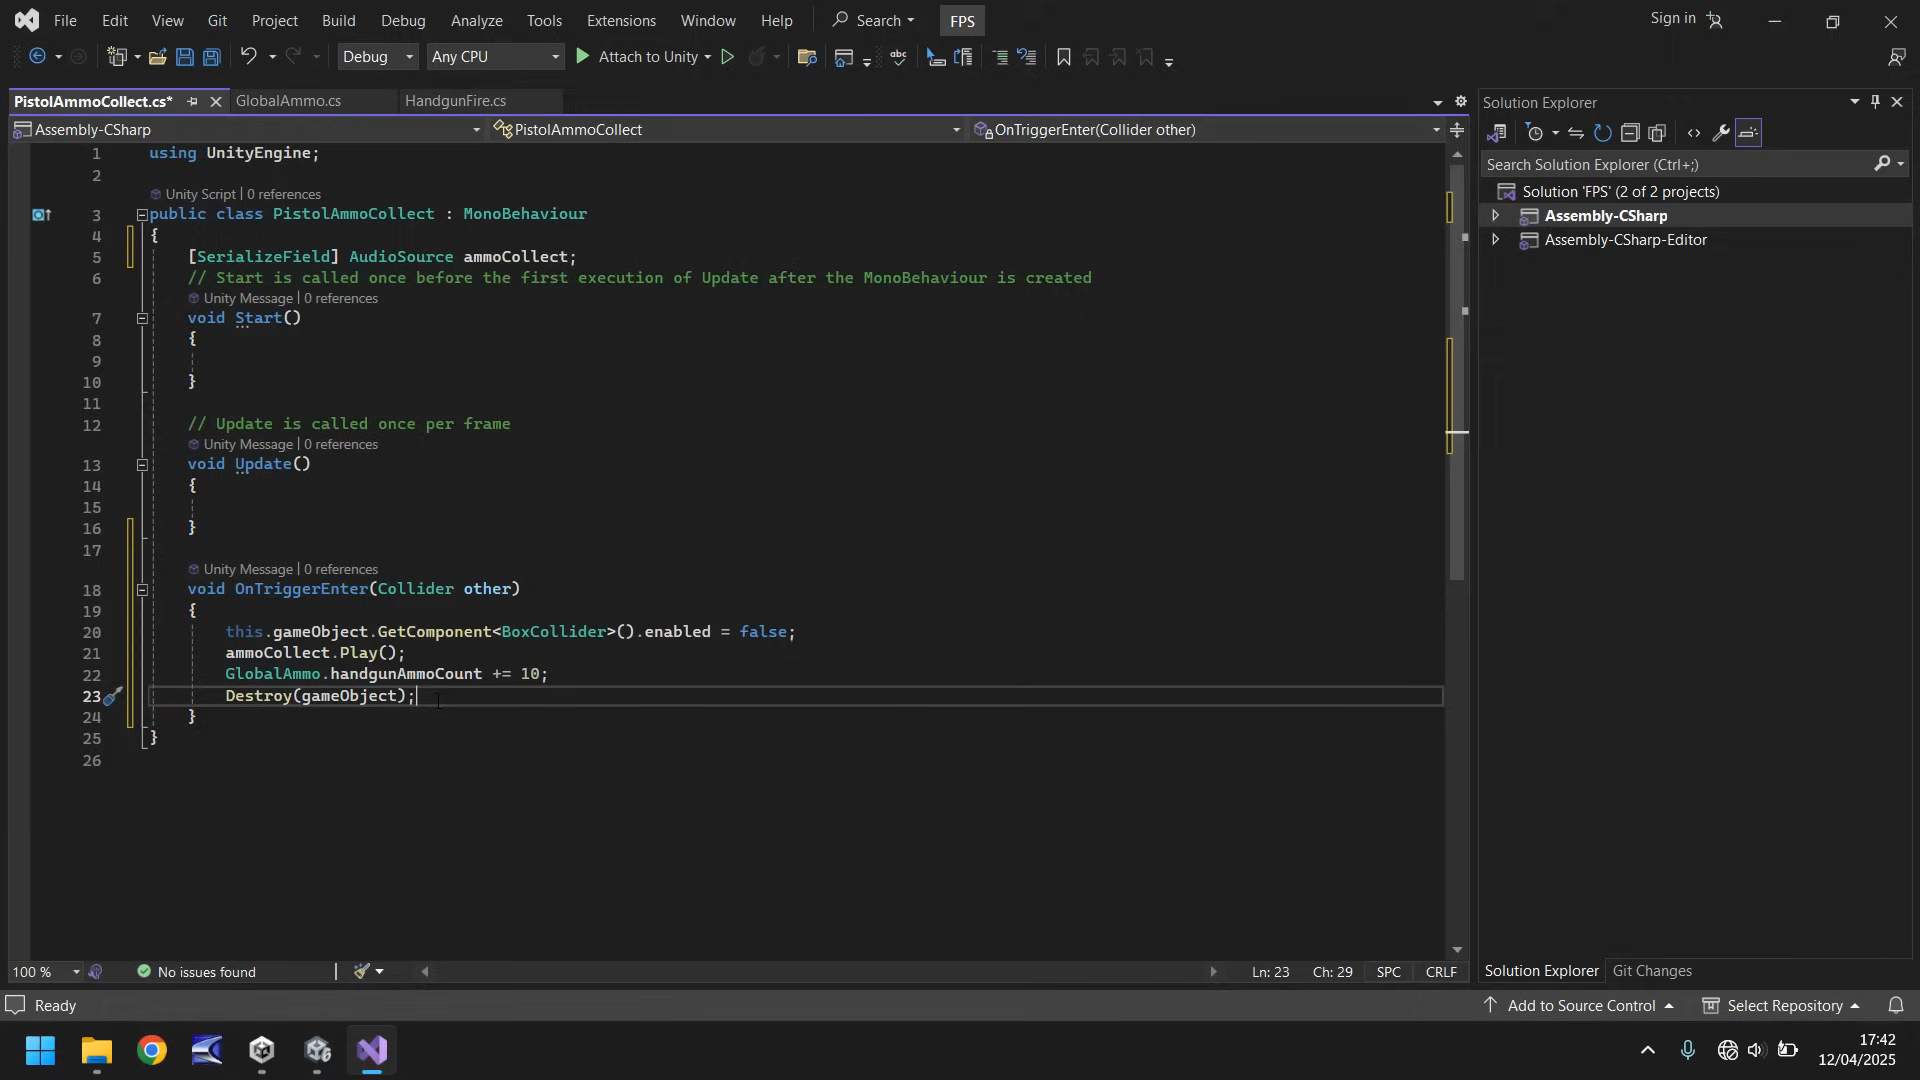 File Edit View Git Project Build Debug Analyze Tools Extensions Window Help Search FPS Sign in
Debug Any CPU Attach to Unity
PistolAmmoCollect.cs* GlobalAmmo.cs HandgunFire.cs
Assembly-CSharp PistolAmmoCollect OnTriggerEnter(Collider other)
1 using UnityEngine;
2
Unity Script | 0 references
3 public class PistolAmmoCollect : MonoBehaviour
4 {
5 [SerializeField] AudioSource ammoCollect;
6 // Start is called once before the first execution of Update after the MonoBehaviour is created
Unity Message | 0 references
7 void Start()
8 {
9
10 }
11
12 // Update is called once per frame
Unity Message | 0 references
13 void Update()
14 {
15
16 }
17
Unity Message | 0 references
18 void OnTriggerEnter(Collider other)
19 {
20 this.gameObject.GetComponent<BoxCollider>().enabled = false;
21 ammoCollect.Play();
22 GlobalAmmo.handgunAmmoCount += 10;
23 Destroy(gameObject);
24 }
25 }
26
100 % No issues found Ln: 23 Ch: 29 SPC CRLF
Solution Explorer
Search Solution Explorer (Ctrl+;)
Solution 'FPS' (2 of 2 projects)
Assembly-CSharp
Assembly-CSharp-Editor
Solution Explorer Git Changes
Ready Add to Source Control Select Repository
17:42
12/04/2025